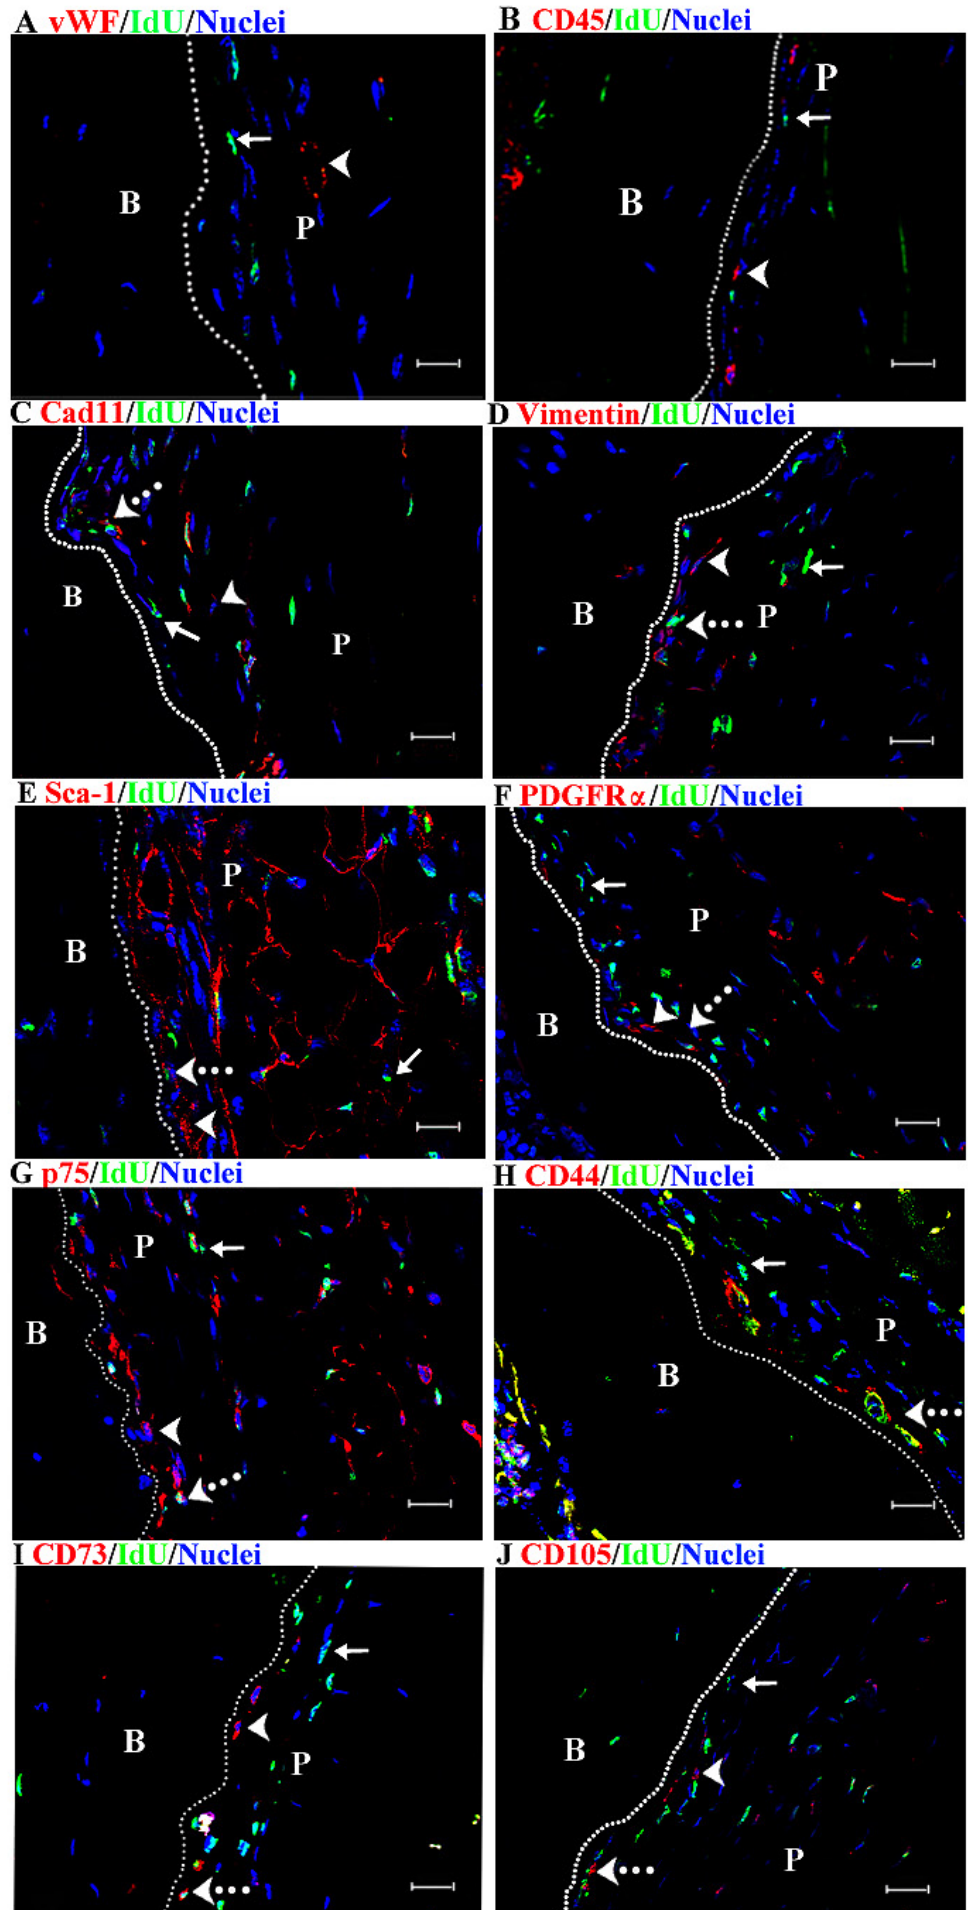 A vWF/IdU/Nuclei
B
P
B CD45/IdU/Nuclei
P
B
C Cad11/IdU/Nuclei
B
P
D Vimentin/IdU/Nuclei
B
P
E Sca-1/IdU/Nuclei
P
B
F PDGFRα/IdU/Nuclei
P
B
G p75/IdU/Nuclei
P
B
H CD44/IdU/Nuclei
P
B
I CD73/IdU/Nuclei
B
P
J CD105/IdU/Nuclei
B
P